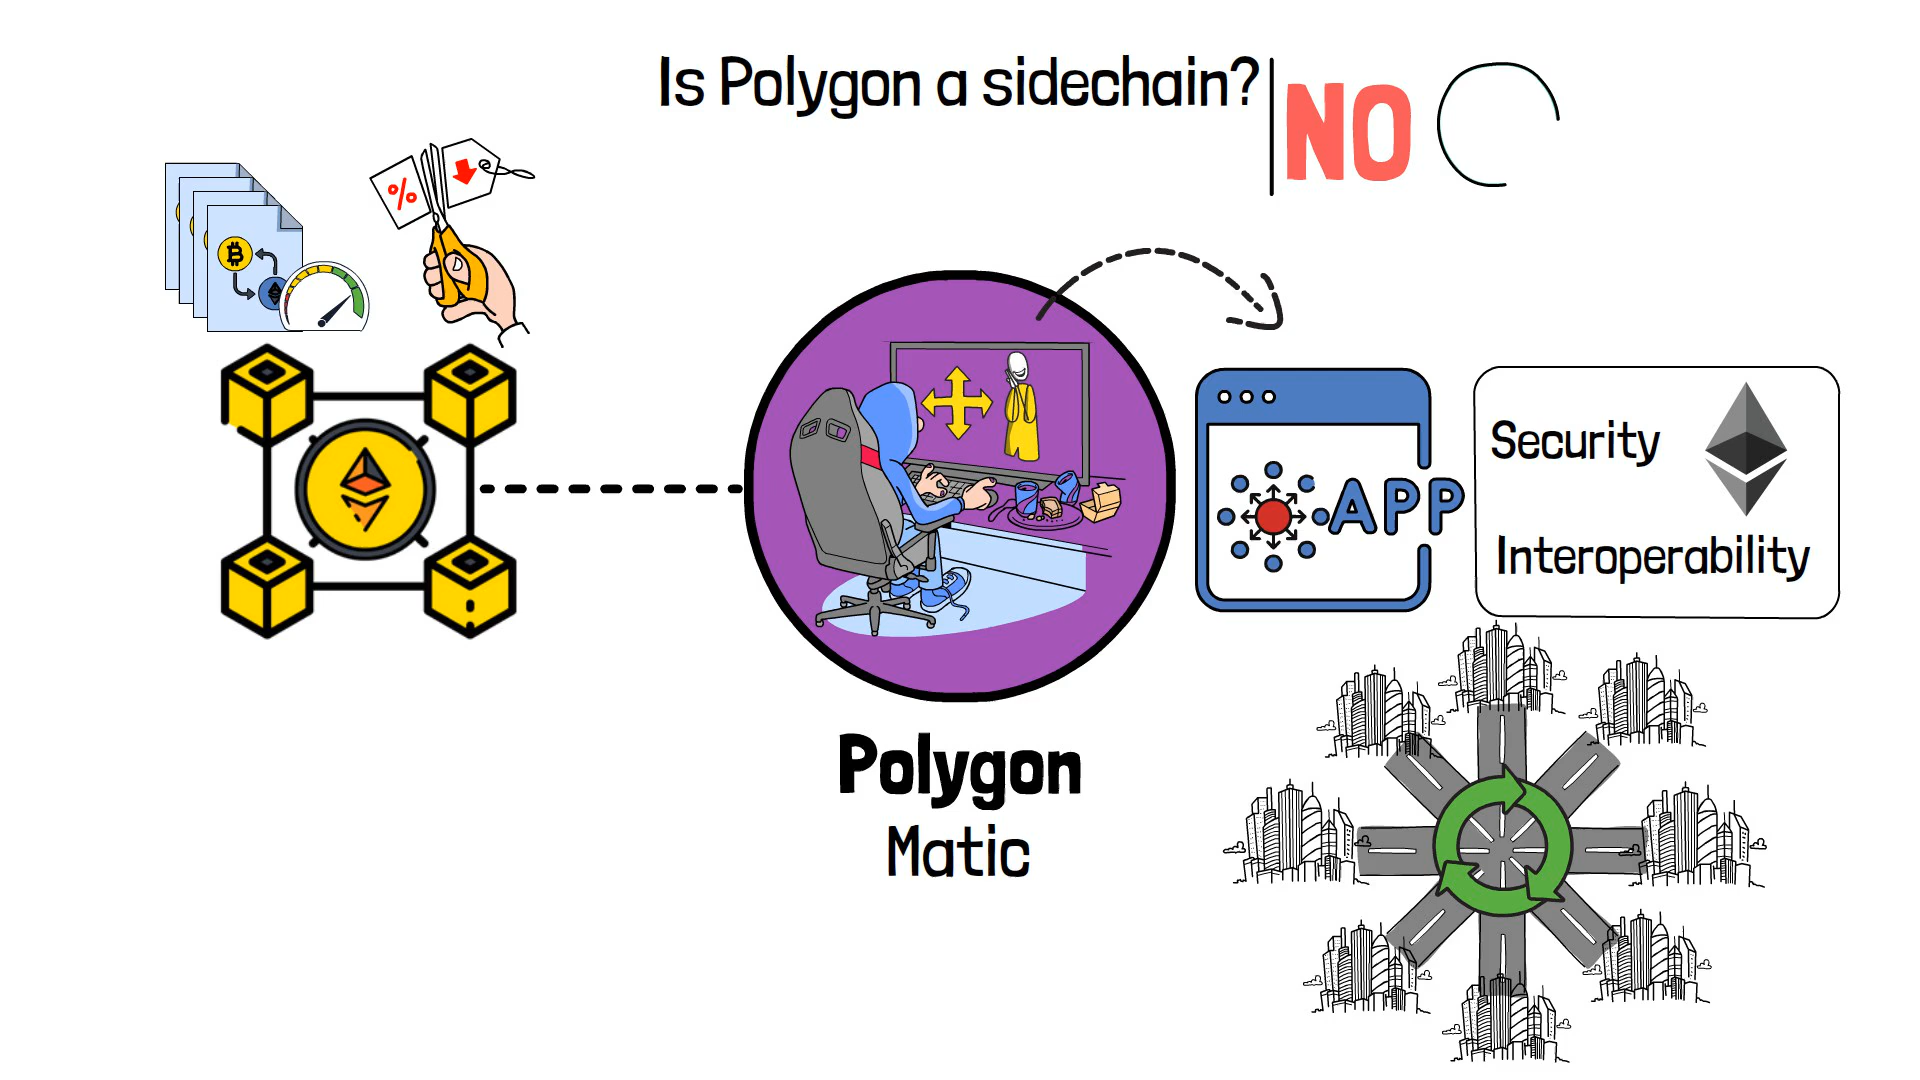 Is Polygon a sidechain?
NO
%
APP
Security
Interoperability
Polygon
Matic